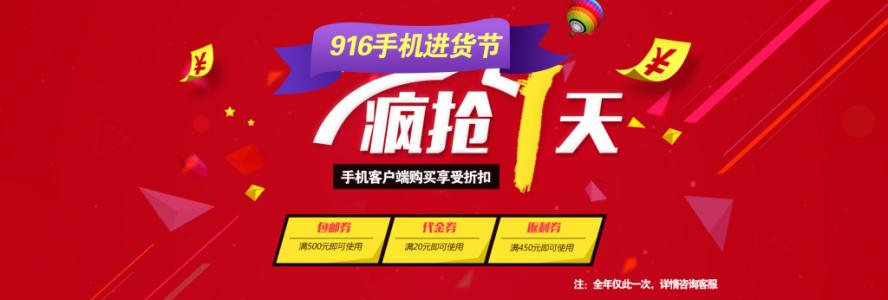 916手机进货节
¥
¥
疯抢1天
手机客户端购买享受折扣
包邮券
代金券
返利券
满500元即可使用
满20元即可使用
满450元即可使用
注：全年仅此一次，详情咨询客服